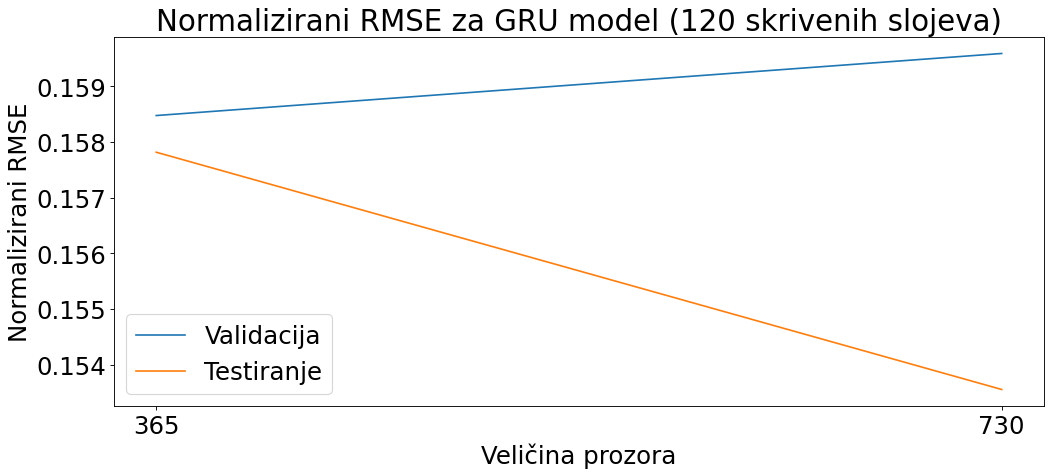 Normalizirani RMSE za GRU model (120 skrivenih slojeva)
Normalizirani RMSE
0.159
0.158
0.157
0.156
0.155
0.154
Validacija
Testiranje
365
730
Veličina prozora